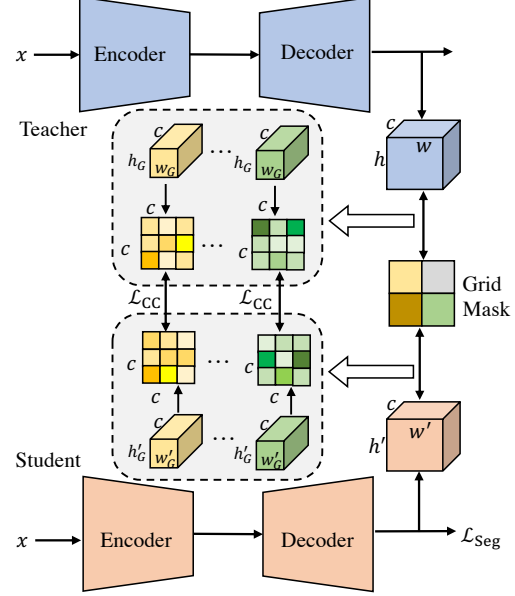 x
Encoder
Decoder
Teacher
c
h_G
w_G
...
c
h_G
w_G
c
w
h
c
c
...
c
c
ℒ_CC
ℒ_CC
Grid
Mask
c
...
c
c
c
c
h'_G
w'_G
...
c
h'_G
w'_G
c
w'
h'
Student
x
Encoder
Decoder
ℒ_Seg